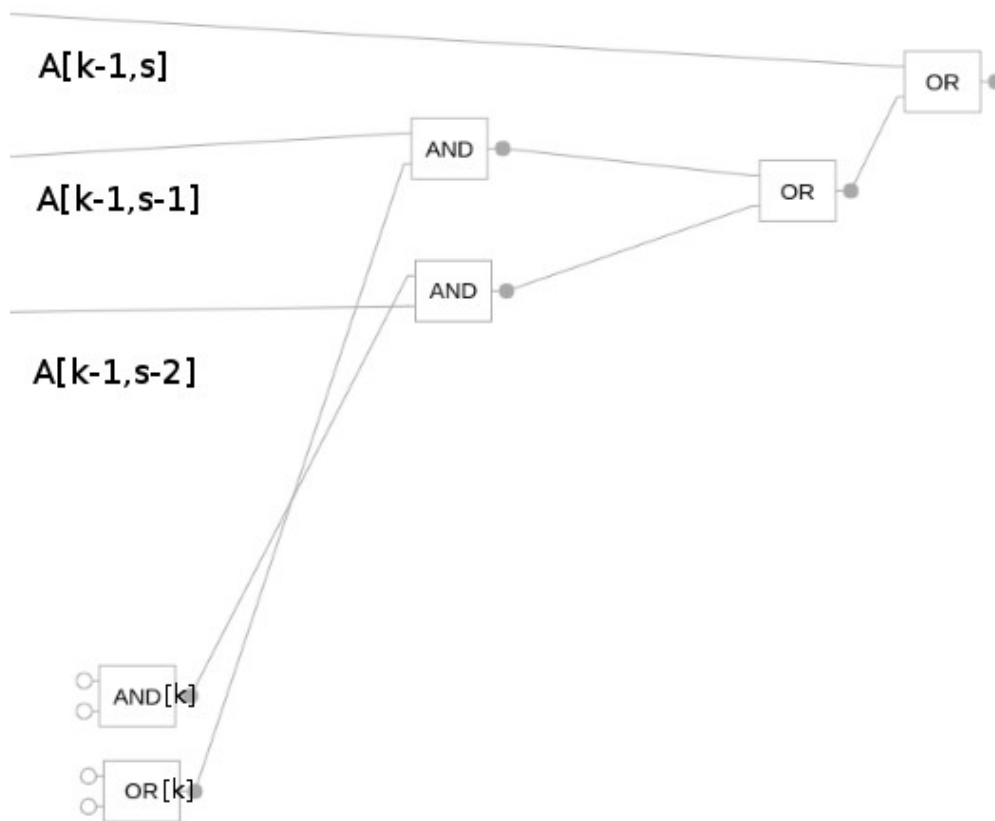 A[k-1,s]
OR
AND
A[k-1,s-1]
OR
AND
A[k-1,s-2]
AND[k]
OR[k]